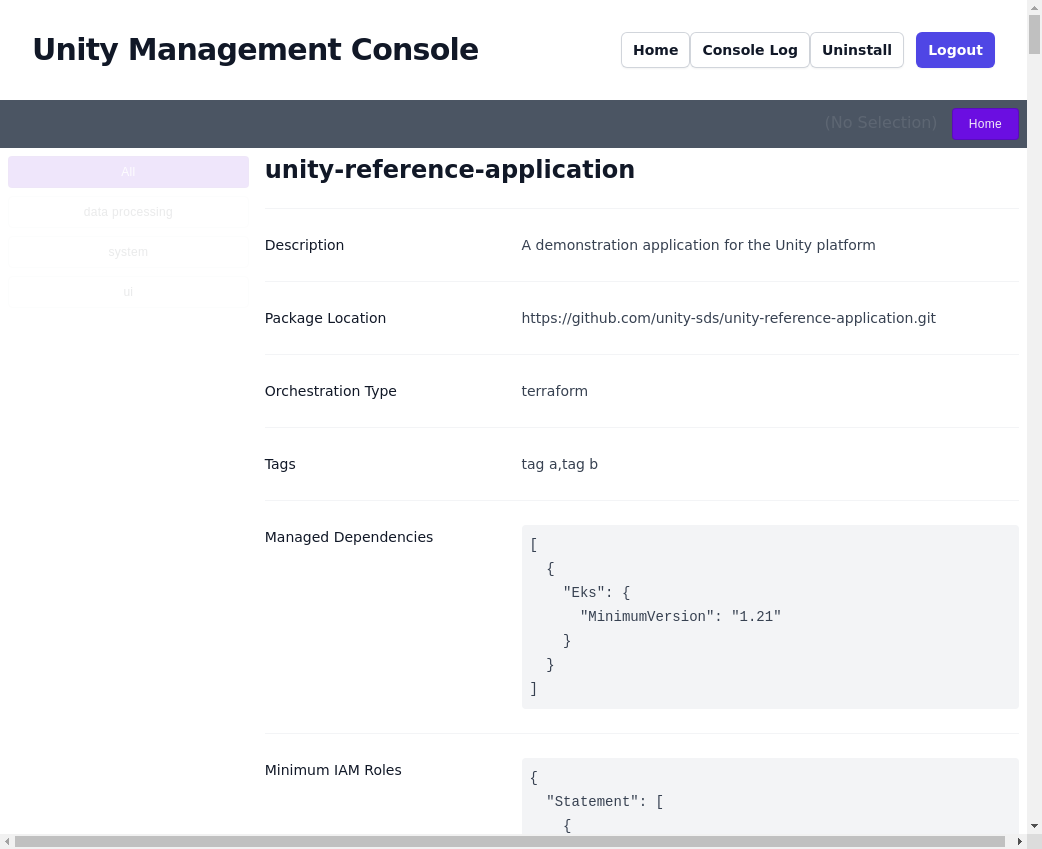 Unity Management Console
Home Console Log Uninstall Logout
(No Selection) Home
All
data processing
system
ui
unity-reference-application
Description A demonstration application for the Unity platform
Package Location https://github.com/unity-sds/unity-reference-application.git
Orchestration Type terraform
Tags tag a,tag b
Managed Dependencies
[
  {
    "Eks": {
      "MinimumVersion": "1.21"
    }
  }
]
Minimum IAM Roles
{
  "Statement": [
    {